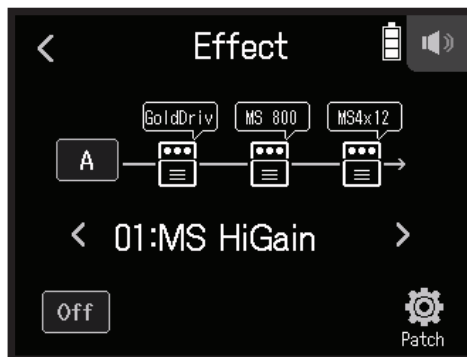 Effect
GoldDriv MS 800 MS4x12
A
01:MS HiGain
Off
Patch